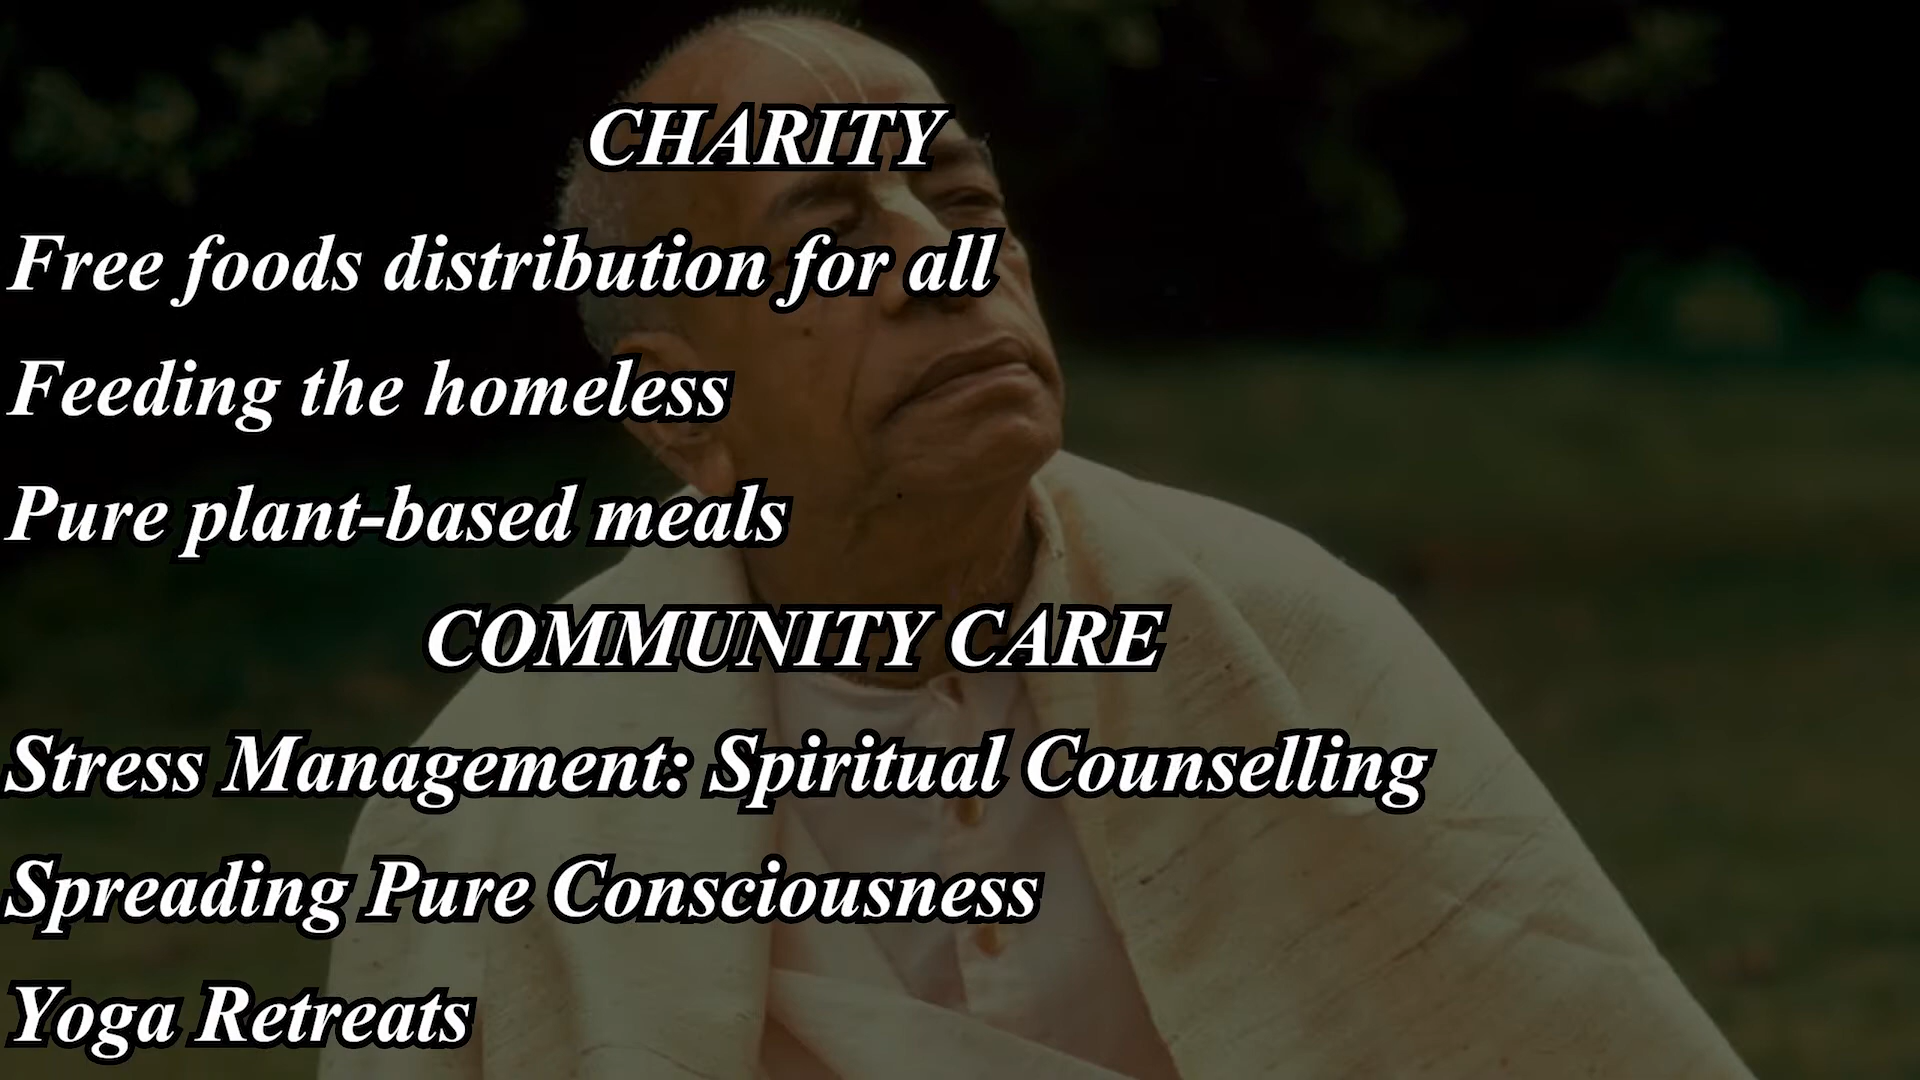 CHARITY
Free foods distribution for all
Feeding the homeless
Pure plant-based meals
COMMUNITY CARE
Stress Management: Spiritual Counselling
Spreading Pure Consciousness
Yoga Retreats